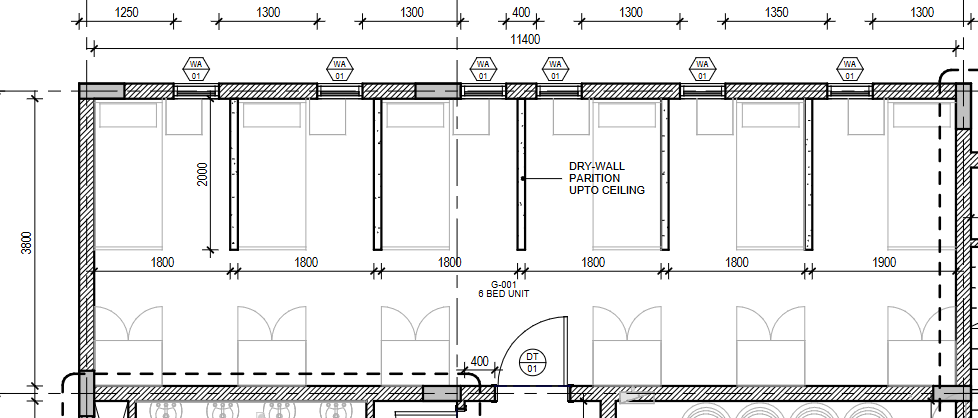 1250
1300
1300
400
1300
1350
1300
11400
WA
01
WA
01
WA
01
WA
01
WA
01
WA
01
2000
DRY-WALL
PARITION
UPTO CEILING
3800
1800
1800
1800
1800
1800
1900
G-001
6 BED UNIT
400
DT
01